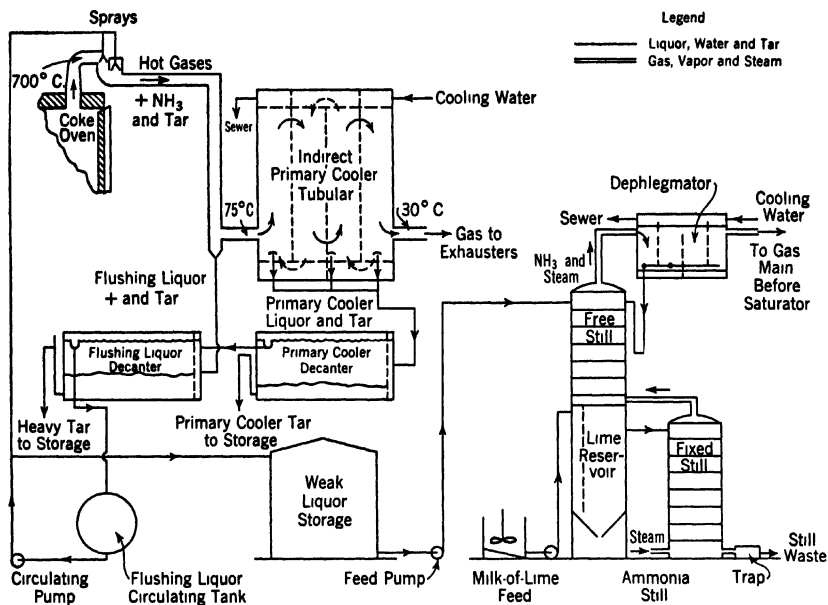 Sprays
Legend
Liquor, Water and Tar
Gas, Vapor and Steam
Hot Gases
+ NH3
and Tar
700° C.
Coke
Oven
Cooling Water
Sewer
Indirect
Primary Cooler
Tubular
75°C
30° C
Gas to
Exhausters
Dephlegmator
Sewer
Cooling
Water
NH3 and
Steam
To Gas
Main
Before
Saturator
Flushing Liquor
+ and Tar
Primary Cooler
Liquor and Tar
Flushing Liquor
Decanter
Primary Cooler
Decanter
Free
Still
Heavy Tar
to Storage
Primary Cooler Tar
to Storage
Weak
Liquor
Storage
Lime
Reser-
voir
Fixed
Still
Steam
Still
Waste
Circulating
Pump
Flushing Liquor
Circulating Tank
Feed Pump
Milk-of-Lime
Feed
Ammonia
Still
Trap